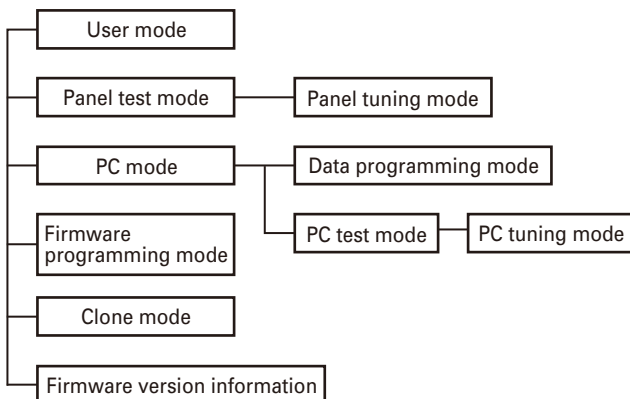 User mode
Panel test mode
Panel tuning mode
PC mode
Data programming mode
PC test mode
PC tuning mode
Firmware
programming mode
Clone mode
Firmware version information